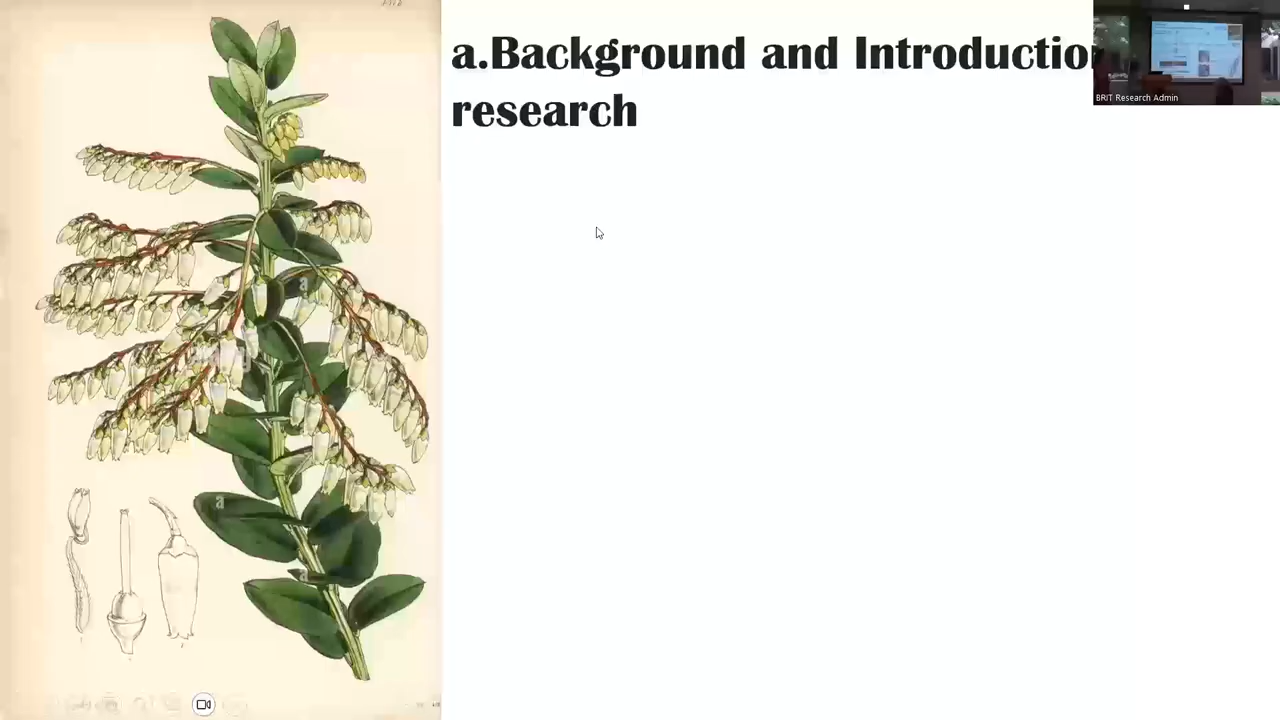 a.Background and Introductio
research
BRIT Research Admin
a
a
a